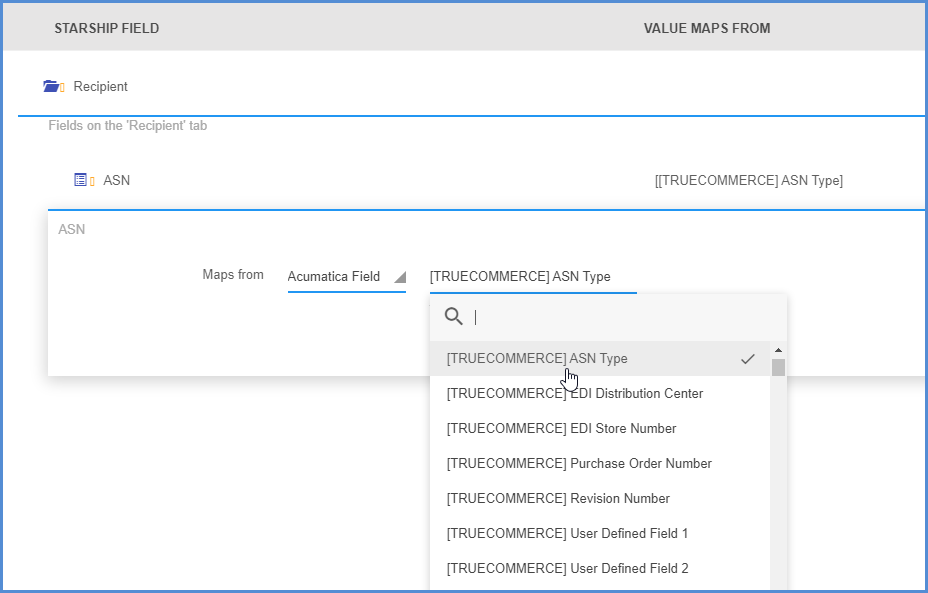 STARSHIP FIELD VALUE MAPS FROM
Recipient
Fields on the 'Recipient' tab
ASN [[TRUECOMMERCE] ASN Type]
ASN
Maps from Acumatica Field [TRUECOMMERCE] ASN Type
[TRUECOMMERCE] ASN Type
[TRUECOMMERCE] EDI Distribution Center
[TRUECOMMERCE] EDI Store Number
[TRUECOMMERCE] Purchase Order Number
[TRUECOMMERCE] Revision Number
[TRUECOMMERCE] User Defined Field 1
[TRUECOMMERCE] User Defined Field 2